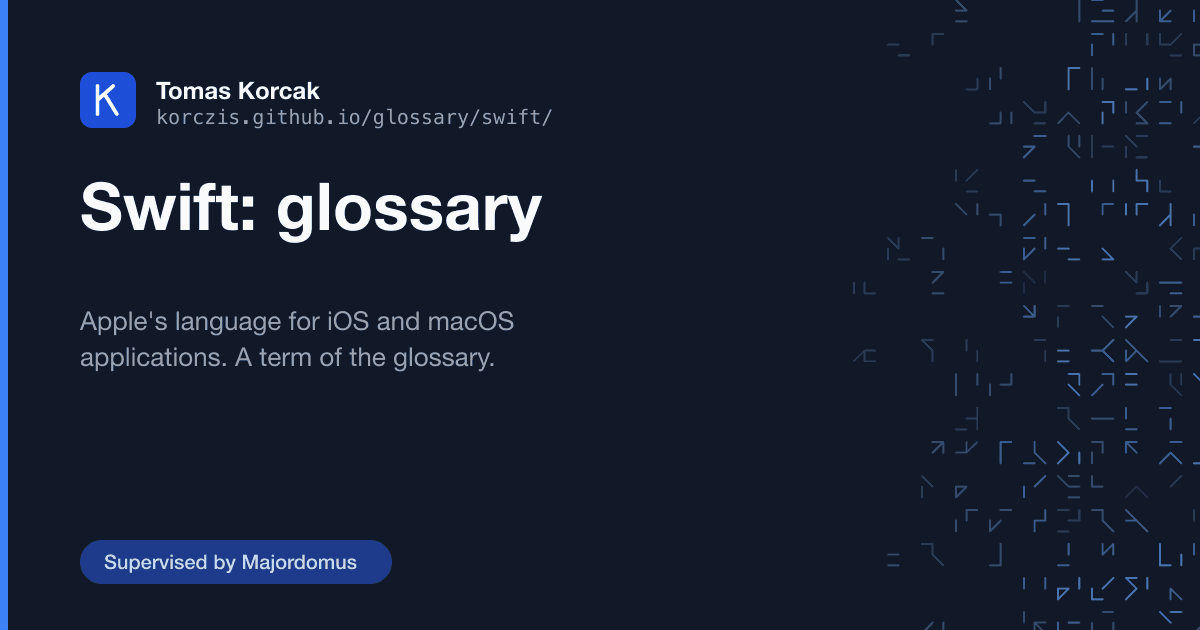 K
Tomas Korcak
korczis.github.io/glossary/swift/
Swift: glossary
Apple's language for iOS and macOS
applications. A term of the glossary.
Supervised by Majordomus